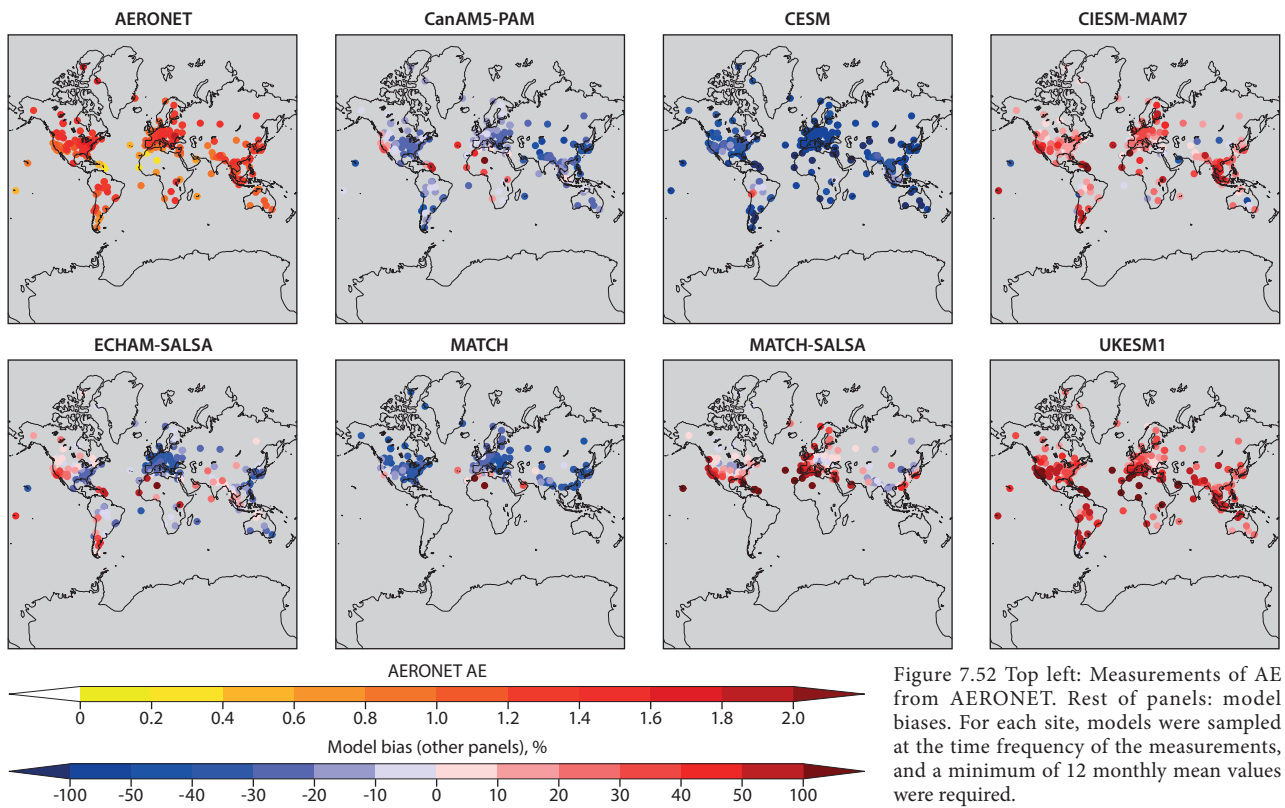 AERONET
CanAM5-PAM
CESM
CIESM-MAM7
ECHAM-SALSA
MATCH
MATCH-SALSA
UKESM1
AERONET AE
0 0.2 0.4 0.6 0.8 1.0 1.2 1.4 1.6 1.8 2.0
Model bias (other panels), %
-100 -50 -40 -30 -20 -10 0 10 20 30 40 50 100
Figure 7.52 Top left: Measurements of AE
from AERONET. Rest of panels: model
biases. For each site, models were sampled
at the time frequency of the measurements,
and a minimum of 12 monthly mean values
were required.